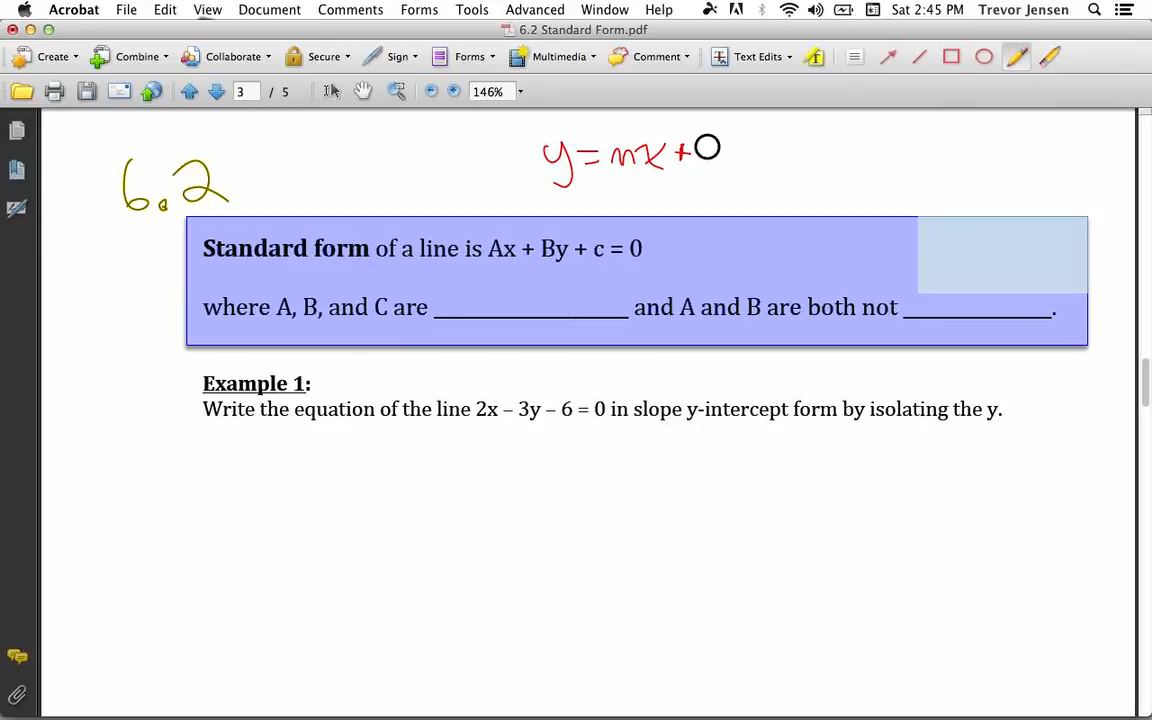 Acrobat File Edit View Document Comments Forms Tools Advanced Window Help Sat 2:45 PM Trevor Jensen
6.2 Standard Form.pdf
Create Combine Collaborate Secure Sign Forms Multimedia Comment Text Edits
3 / 5 146%
y = mx +
6.2
Standard form of a line is Ax + By + c = 0
where A, B, and C are __________________ and A and B are both not ______________.
Example 1:
Write the equation of the line 2x – 3y – 6 = 0 in slope y-intercept form by isolating the y.